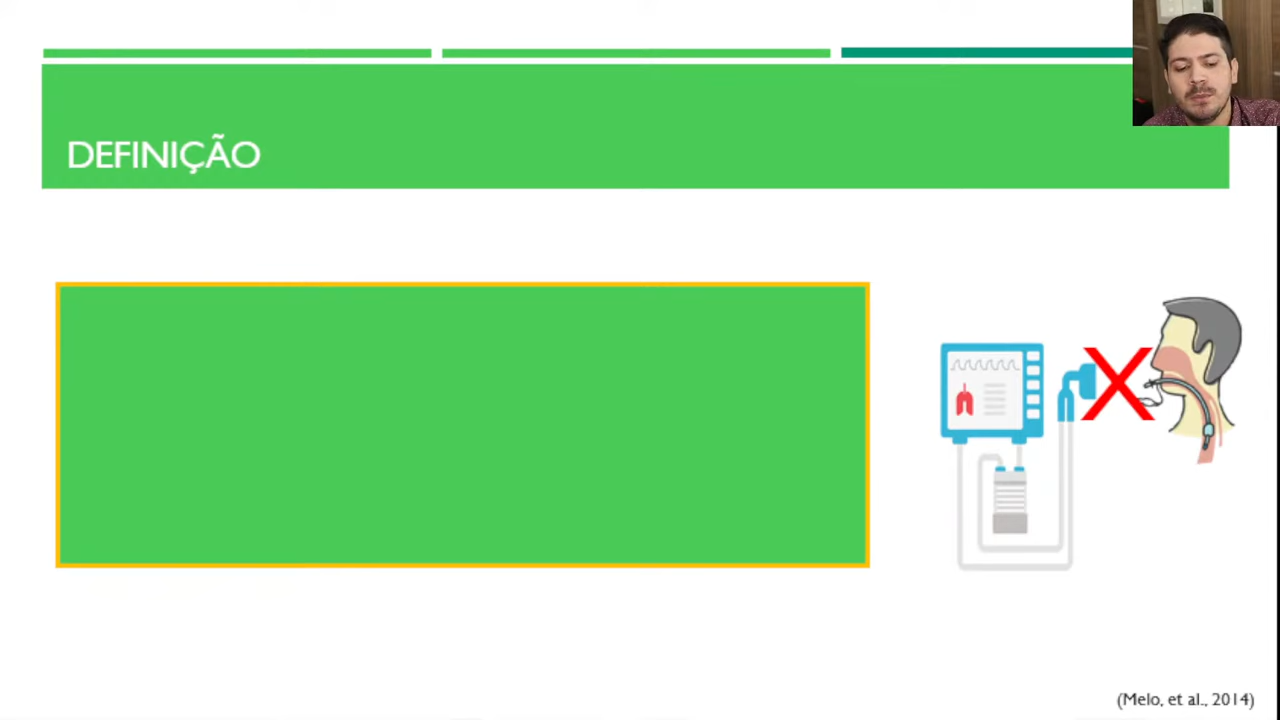 DEFINIÇÃO
(Melo, et al., 2014)